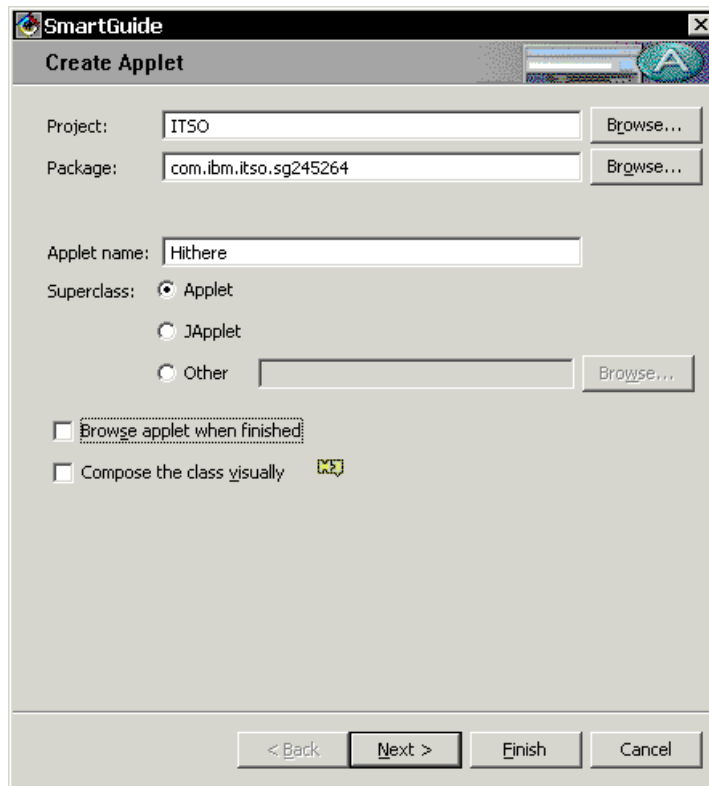 SmartGuide
Create Applet
Project: ITSO Browse...
Package: com.ibm.itso.sg245264 Browse...
Applet name: Hithere
Superclass: Applet
JApplet
Other Browse...
Browse applet when finished
Compose the class visually
< Back Next > Finish Cancel